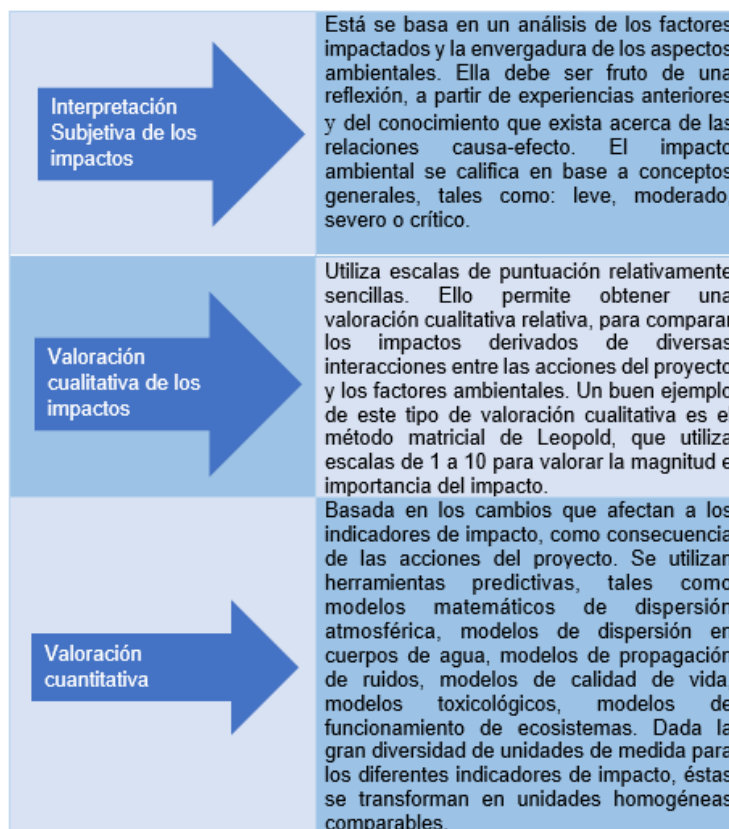 Interpretación
Subjetiva de los
impactos
Está se basa en un análisis de los factores
impactados y la envergadura de los aspectos
ambientales. Ella debe ser fruto de una
reflexión, a partir de experiencias anteriores
y del conocimiento que exista acerca de las
relaciones causa-efecto. El impacto
ambiental se califica en base a conceptos
generales, tales como: leve, moderado,
severo o crítico.
Valoración
cualitativa de los
impactos
Utiliza escalas de puntuación relativamente
sencillas. Ello permite obtener una
valoración cualitativa relativa, para comparar
los impactos derivados de diversas
interacciones entre las acciones del proyecto
y los factores ambientales. Un buen ejemplo
de este tipo de valoración cualitativa es el
método matricial de Leopold, que utiliza
escalas de 1 a 10 para valorar la magnitud e
importancia del impacto.
Valoración
cuantitativa
Basada en los cambios que afectan a los
indicadores de impacto, como consecuencia
de las acciones del proyecto. Se utilizan
herramientas predictivas, tales como
modelos matemáticos de dispersión
atmosférica, modelos de dispersión en
cuerpos de agua, modelos de propagación
de ruidos, modelos de calidad de vida,
modelos toxicológicos, modelos de
funcionamiento de ecosistemas. Dada la
gran diversidad de unidades de medida para
los diferentes indicadores de impacto, éstas
se transforman en unidades homogéneas
comparables.